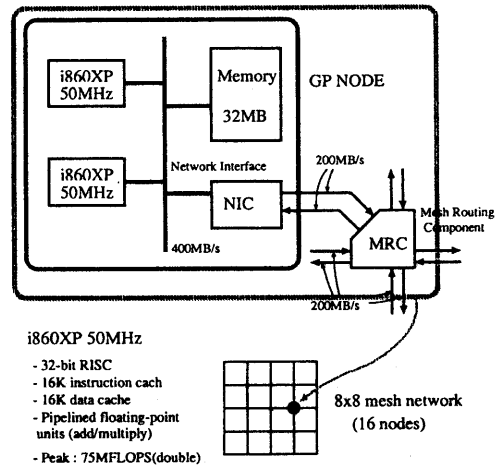 i860XP
50MHz
Memory
32MB
GP NODE
i860XP
50MHz
Network Interface
NIC
200MB/s
400MB/s
Mesh Routing
Component
MRC
200MB/s
i860XP 50MHz
- 32-bit RISC
- 16K instruction cach
- 16K data cache
- Pipelined floating-point
units (add/multiply)
- Peak : 75MFLOPS(double)
8x8 mesh network
(16 nodes)